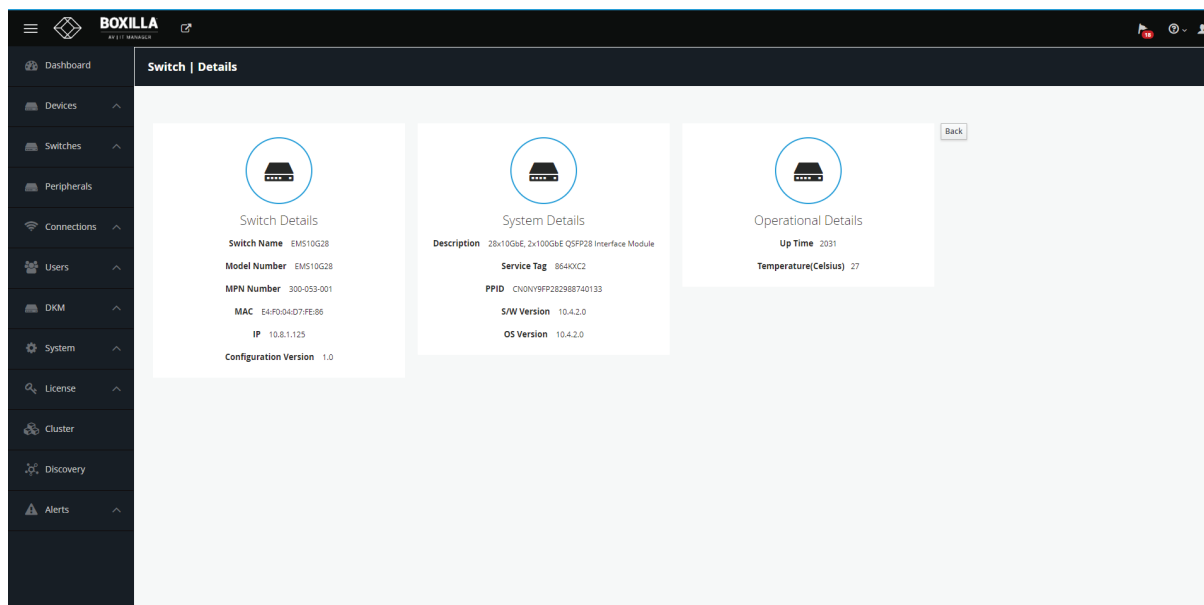 BOXILLA
AV | IT MANAGER
18
Dashboard
Devices
Switches
Peripherals
Connections
Users
DKM
System
License
Cluster
Discovery
Alerts
Switch | Details
Back
Switch Details
Switch Name EMS10G28
Model Number EMS10G28
MPN Number 300-053-001
MAC E4:F0:04:D7:FE:86
IP 10.8.1.125
Configuration Version 1.0
System Details
Description 28x10GbE, 2x100GbE QSFP28 Interface Module
Service Tag 864KXC2
PPID CN0NY9FP282988740133
S/W Version 10.4.2.0
OS Version 10.4.2.0
Operational Details
Up Time 2031
Temperature(Celsius) 27